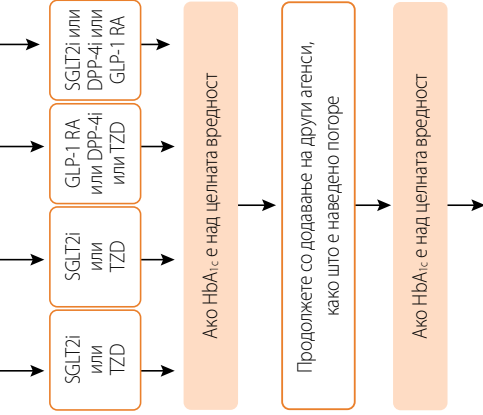 SGLT2i или
DPP-4i или
GLP-1 RA
GLP-1 RA
или DPP-4i
или TZD
SGLT2i
или
TZD
SGLT2i
или
TZD
Ако HbA1c е над целната вредност
Продолжете со додавање на други агенси,
како што е наведено погоре
Ако HbA1c е над целната вредност